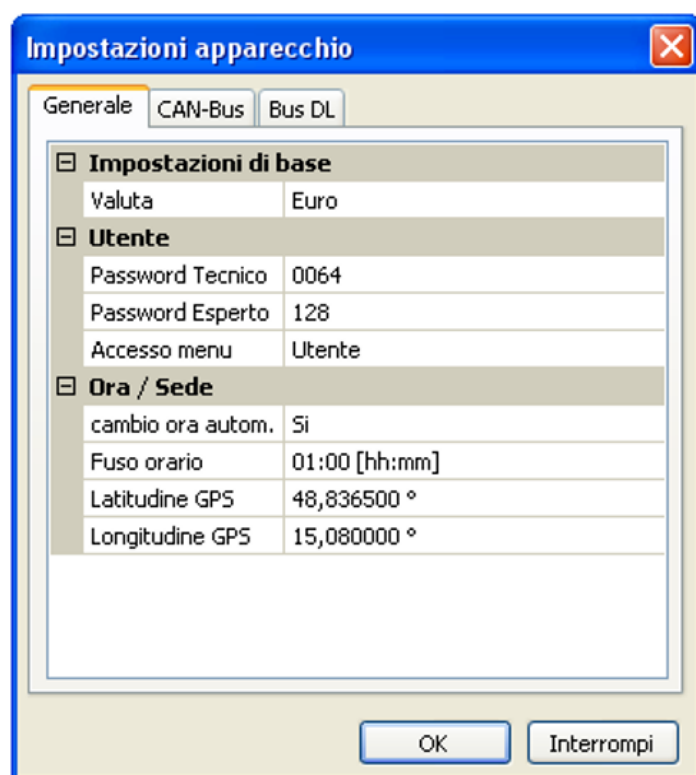 Impostazioni apparecchio
Generale CAN-Bus Bus DL
Impostazioni di base
Valuta Euro
Utente
Password Tecnico 0064
Password Esperto 128
Accesso menu Utente
Ora / Sede
cambio ora autom. Si
Fuso orario 01:00 [hh:mm]
Latitudine GPS 48,836500 °
Longitudine GPS 15,080000 °
OK Interrompi